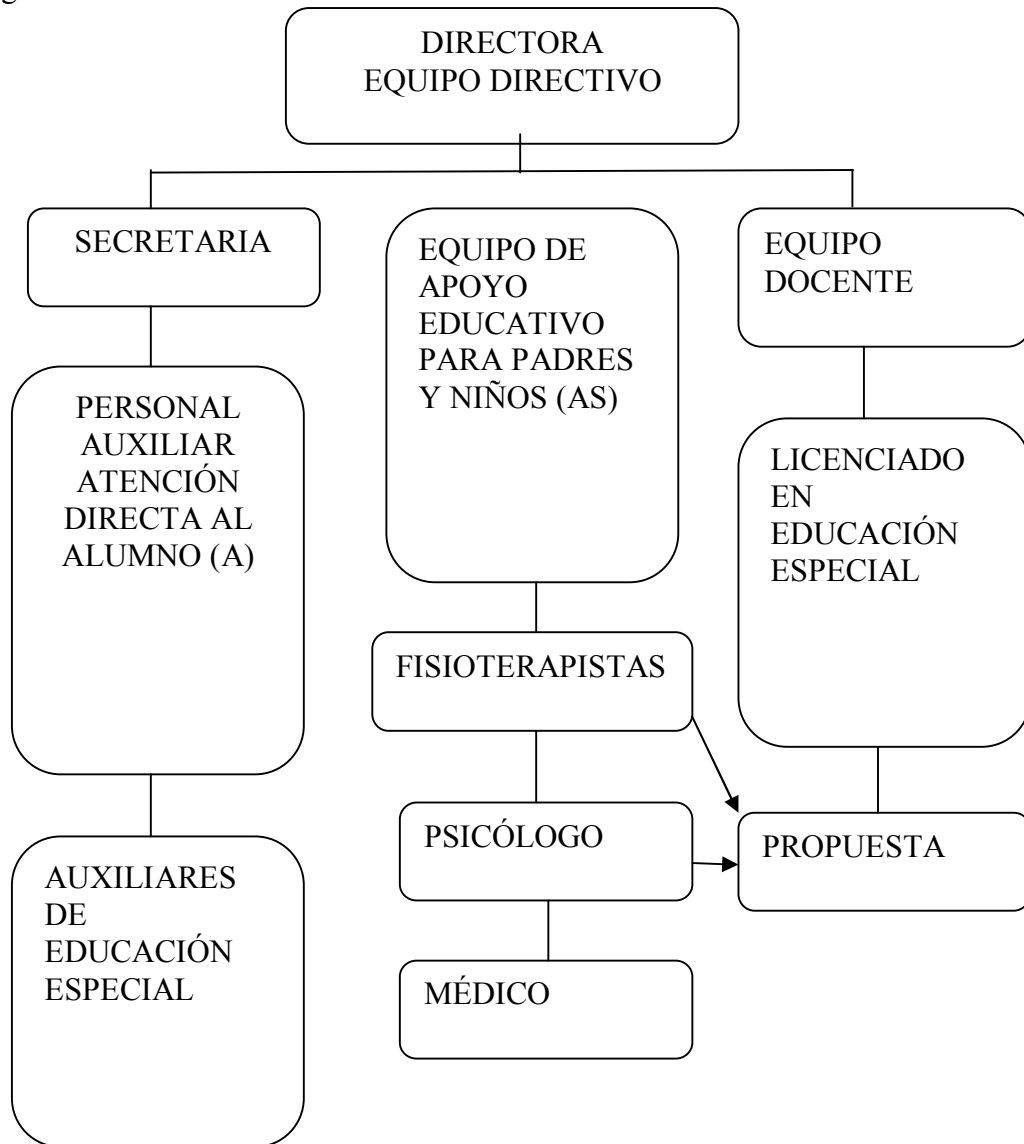 g
DIRECTORA
EQUIPO DIRECTIVO
SECRETARIA
EQUIPO DE
APOYO
EDUCATIVO
PARA PADRES
Y NIÑOS (AS)
EQUIPO
DOCENTE
PERSONAL
AUXILIAR
ATENCIÓN
DIRECTA AL
ALUMNO (A)
LICENCIADO
EN
EDUCACIÓN
ESPECIAL
FISIOTERAPISTAS
PSICÓLOGO
PROPUESTA
AUXILIARES
DE
EDUCACIÓN
ESPECIAL
MÉDICO